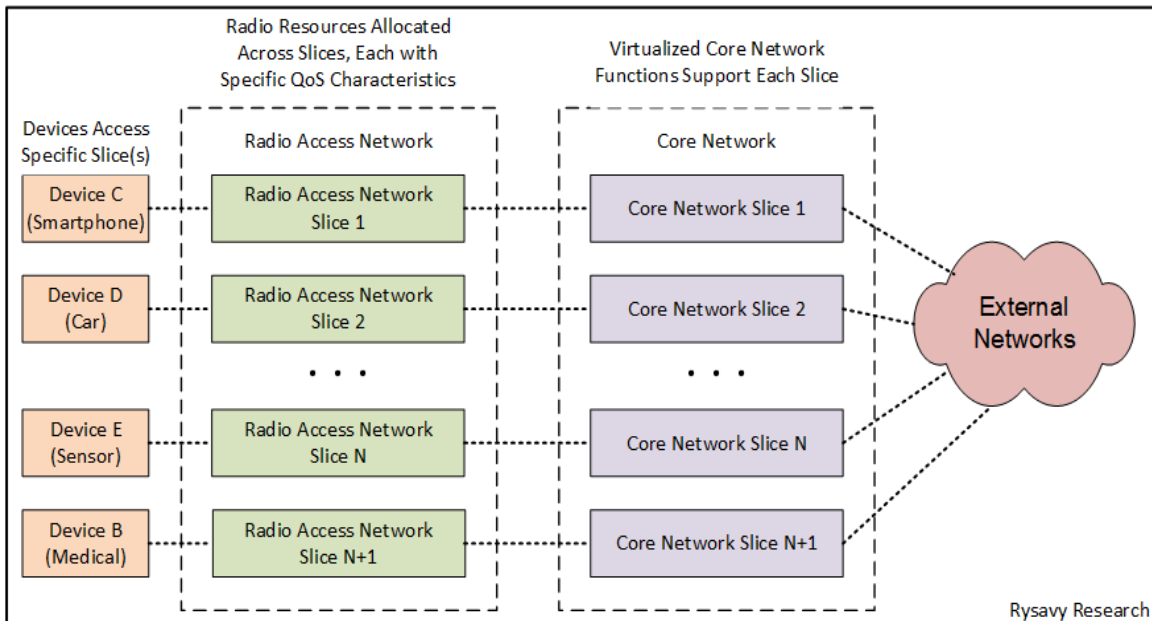 Radio Resources Allocated
Across Slices, Each with
Specific QoS Characteristics
Virtualized Core Network
Functions Support Each Slice
Devices Access
Specific Slice(s)
Radio Access Network
Core Network
Device C
(Smartphone)
Radio Access Network
Slice 1
Core Network Slice 1
Device D
(Car)
Radio Access Network
Slice 2
Core Network Slice 2
External
Networks
• • •
• • •
Device E
(Sensor)
Radio Access Network
Slice N
Core Network Slice N
Device B
(Medical)
Radio Access Network
Slice N+1
Core Network Slice N+1
Rysavy Research